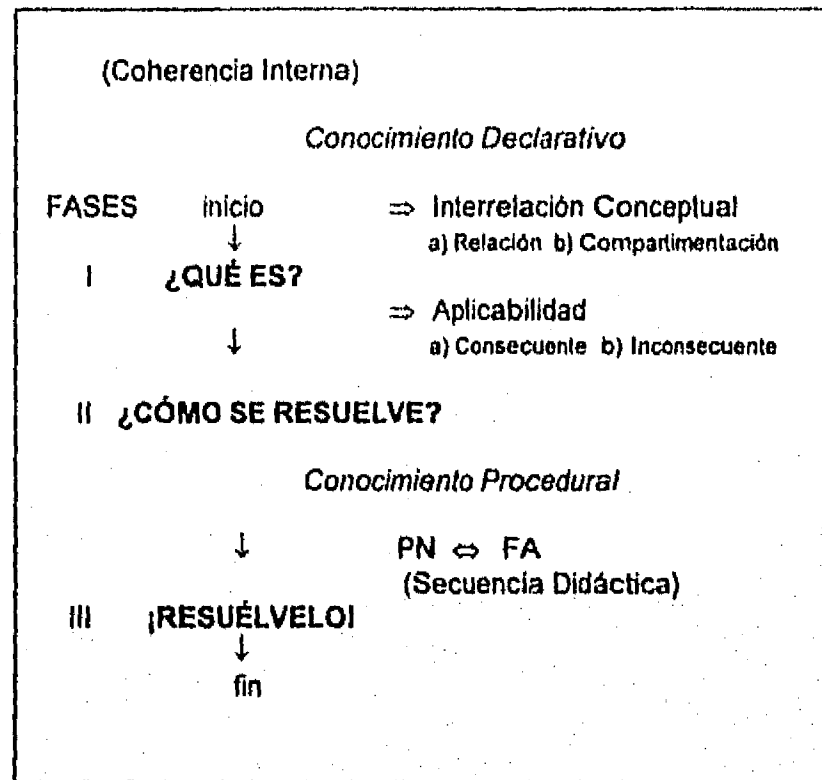 (Coherencia Interna)
Conocimiento Declarativo
FASES inicio ⇒ Interrelación Conceptual
↓ a) Relación b) Compartimentación
I ¿QUÉ ES?
⇒ Aplicabilidad
↓ a) Consecuente b) Inconsecuente
II ¿CÓMO SE RESUELVE?
Conocimiento Procedural
↓ PN ⇔ FA
(Secuencia Didáctica)
III ¡RESUÉLVELO!
↓
fin